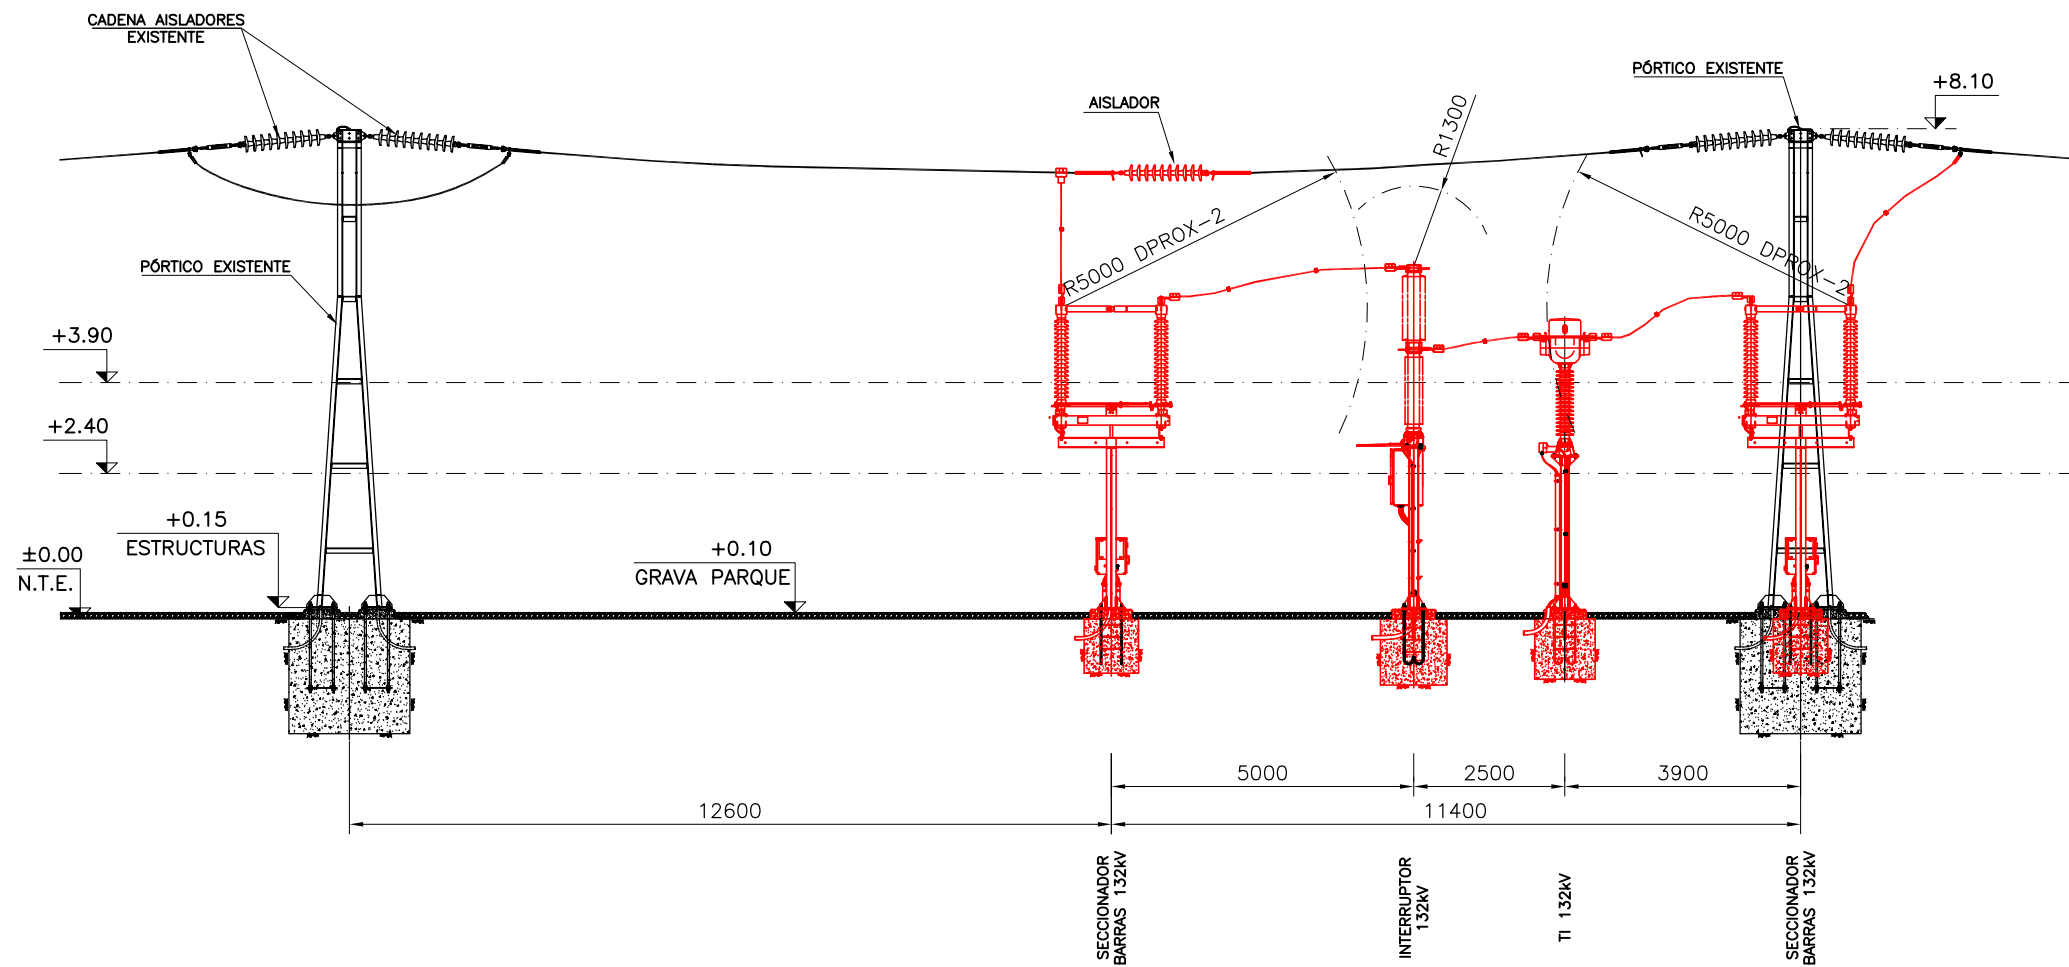 CADENA AISLADORES
EXISTENTE
PÓRTICO EXISTENTE
+8.10
AISLADOR
R1300
R5000 DPROX-2
R5000 DPROX-2
PÓRTICO EXISTENTE
+3.90
+2.40
+0.15
ESTRUCTURAS
±0.00
N.T.E.
+0.10
GRAVA PARQUE
5000
2500
3900
12600
11400
SECCIONADOR
BARRAS 132kV
INTERRUPTOR
132kV
TI 132kV
SECCIONADOR
BARRAS 132kV